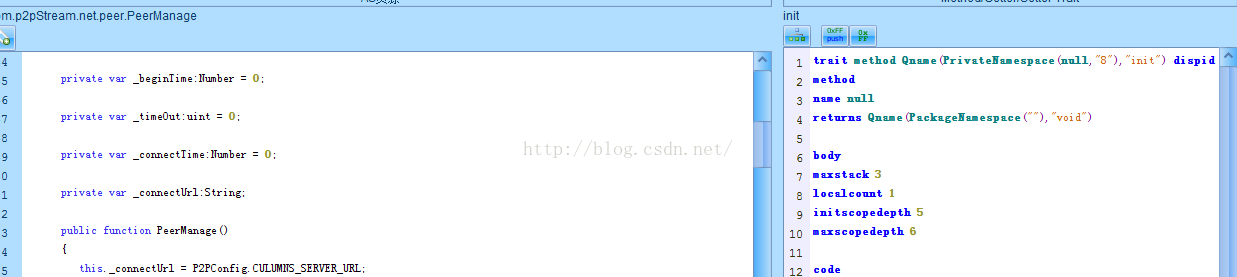 om.p2pStream.net.peer.PeerManage
4
5 private var _beginTime:Number = 0;
6
7 private var _timeOut:uint = 0;
8
9 private var _connectTime:Number = 0;
0
1 private var _connectUrl:String;
2
3 public function PeerManage()
4 {
5 this._connectUrl = P2PConfig.CULUMNS_SERVER_URL;
http://blog.csdn.net/
init
0xFF
push
0x
FF
1 trait method Qname(PrivateNamespace(null,"8"),"init") dispid
2 method
3 name null
4 returns Qname(PackageNamespace(""),"void")
5
6 body
7 maxstack 3
8 localcount 1
9 initscopedepth 5
10 maxscopedepth 6
11
12 code